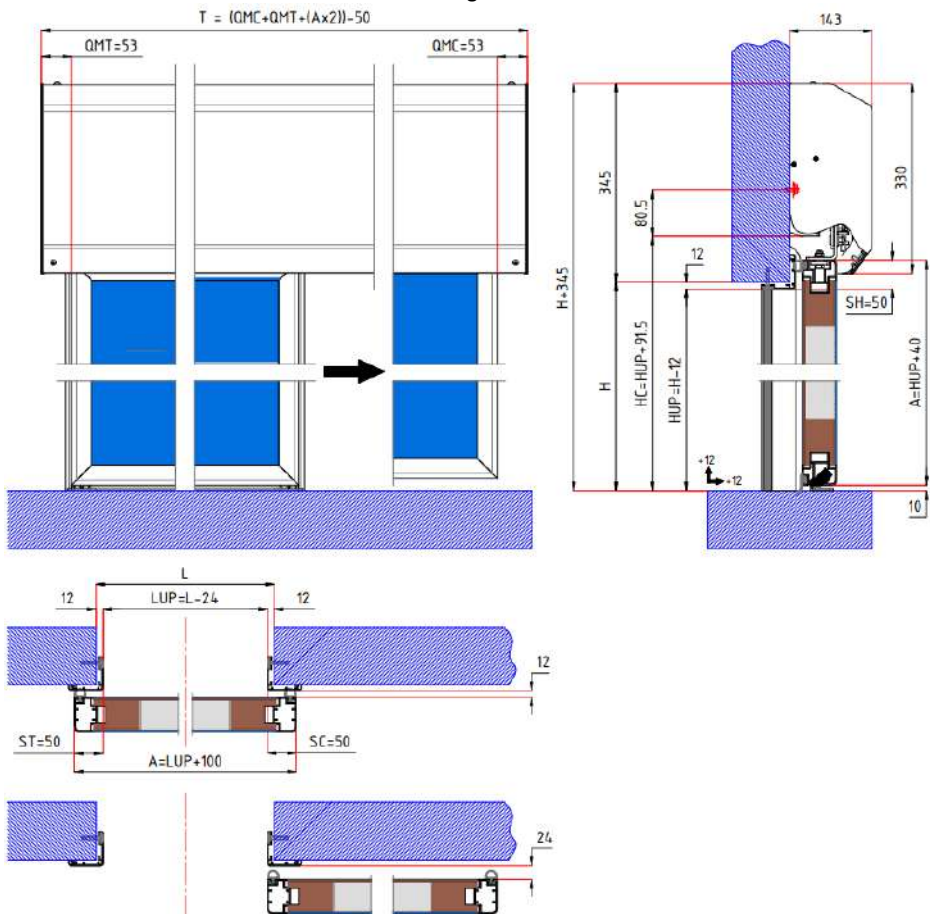 T = (QMC+QMT+(Ax2))-50
143
QMT=53
QMC=53
345
330
80.5
12
H+345
SH=50
HC=HUP+91.5
HUP=H-12
A=HUP+40
H
+12
+12
10
L
12
LUP=L-24
12
12
ST=50
SC=50
A=LUP+100
24